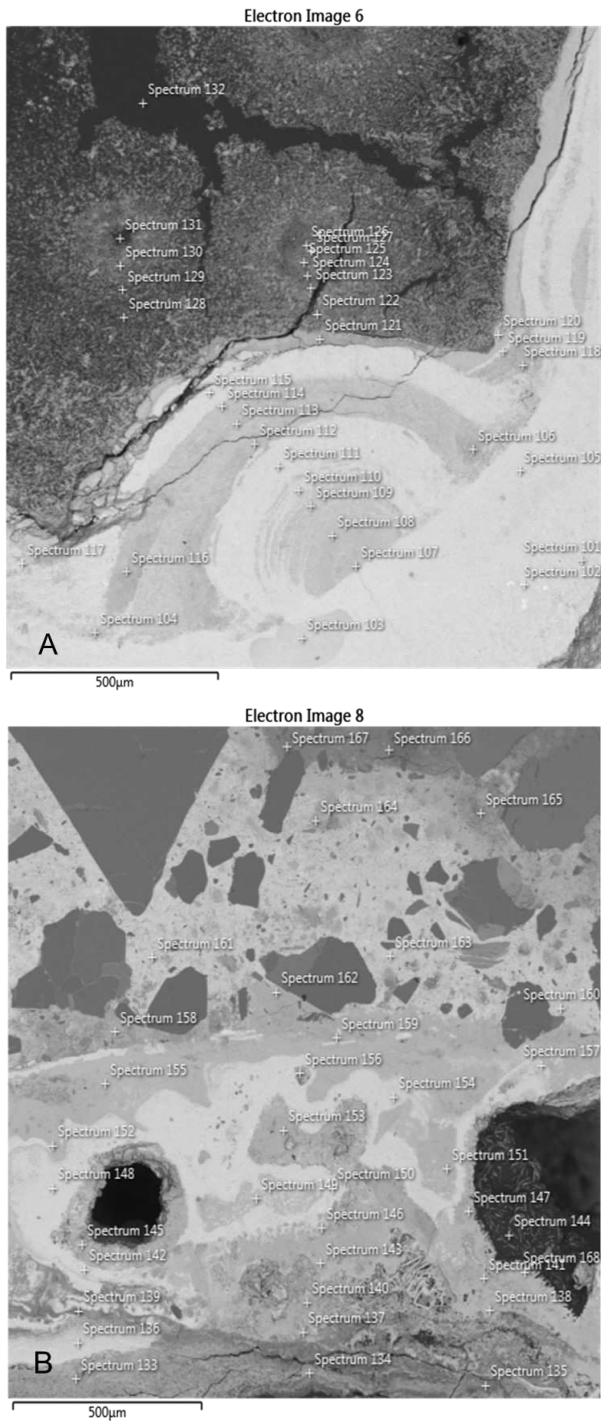 Electron Image 6
Spectrum 132
Spectrum 131
Spectrum 126
Spectrum 127
Spectrum 125
Spectrum 130
Spectrum 124
Spectrum 129
Spectrum 123
Spectrum 128
Spectrum 122
Spectrum 121
Spectrum 120
Spectrum 119
Spectrum 118
Spectrum 115
Spectrum 114
Spectrum 113
Spectrum 112
Spectrum 106
Spectrum 111
Spectrum 105
Spectrum 110
Spectrum 109
Spectrum 108
Spectrum 117
Spectrum 101
Spectrum 116
Spectrum 107
Spectrum 102
Spectrum 104
Spectrum 103
A
500µm
Electron Image 8
Spectrum 167
Spectrum 166
Spectrum 164
Spectrum 165
Spectrum 161
Spectrum 163
Spectrum 162
Spectrum 160
Spectrum 158
Spectrum 159
Spectrum 157
Spectrum 156
Spectrum 155
Spectrum 154
Spectrum 153
Spectrum 152
Spectrum 151
Spectrum 148
Spectrum 149
Spectrum 150
Spectrum 147
Spectrum 146
Spectrum 144
Spectrum 145
Spectrum 142
Spectrum 143
Spectrum 141
Spectrum 168
Spectrum 139
Spectrum 140
Spectrum 138
Spectrum 136
Spectrum 137
B
Spectrum 133
Spectrum 134
Spectrum 135
500µm